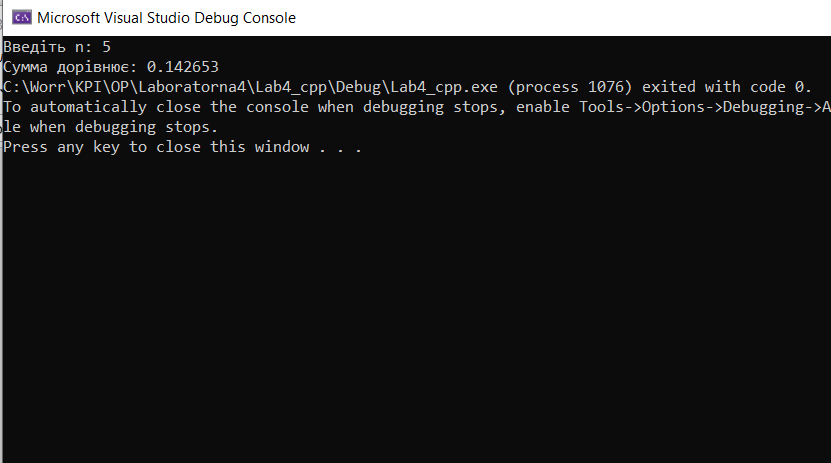 Microsoft Visual Studio Debug Console
Введіть n: 5
Сумма дорівнює: 0.142653
C:\Worr\KPI\OP\Laboratorna4\Lab4_cpp\Debug\Lab4_cpp.exe (process 1076) exited with code 0.
To automatically close the console when debugging stops, enable Tools->Options->Debugging->A
le when debugging stops.
Press any key to close this window . . .